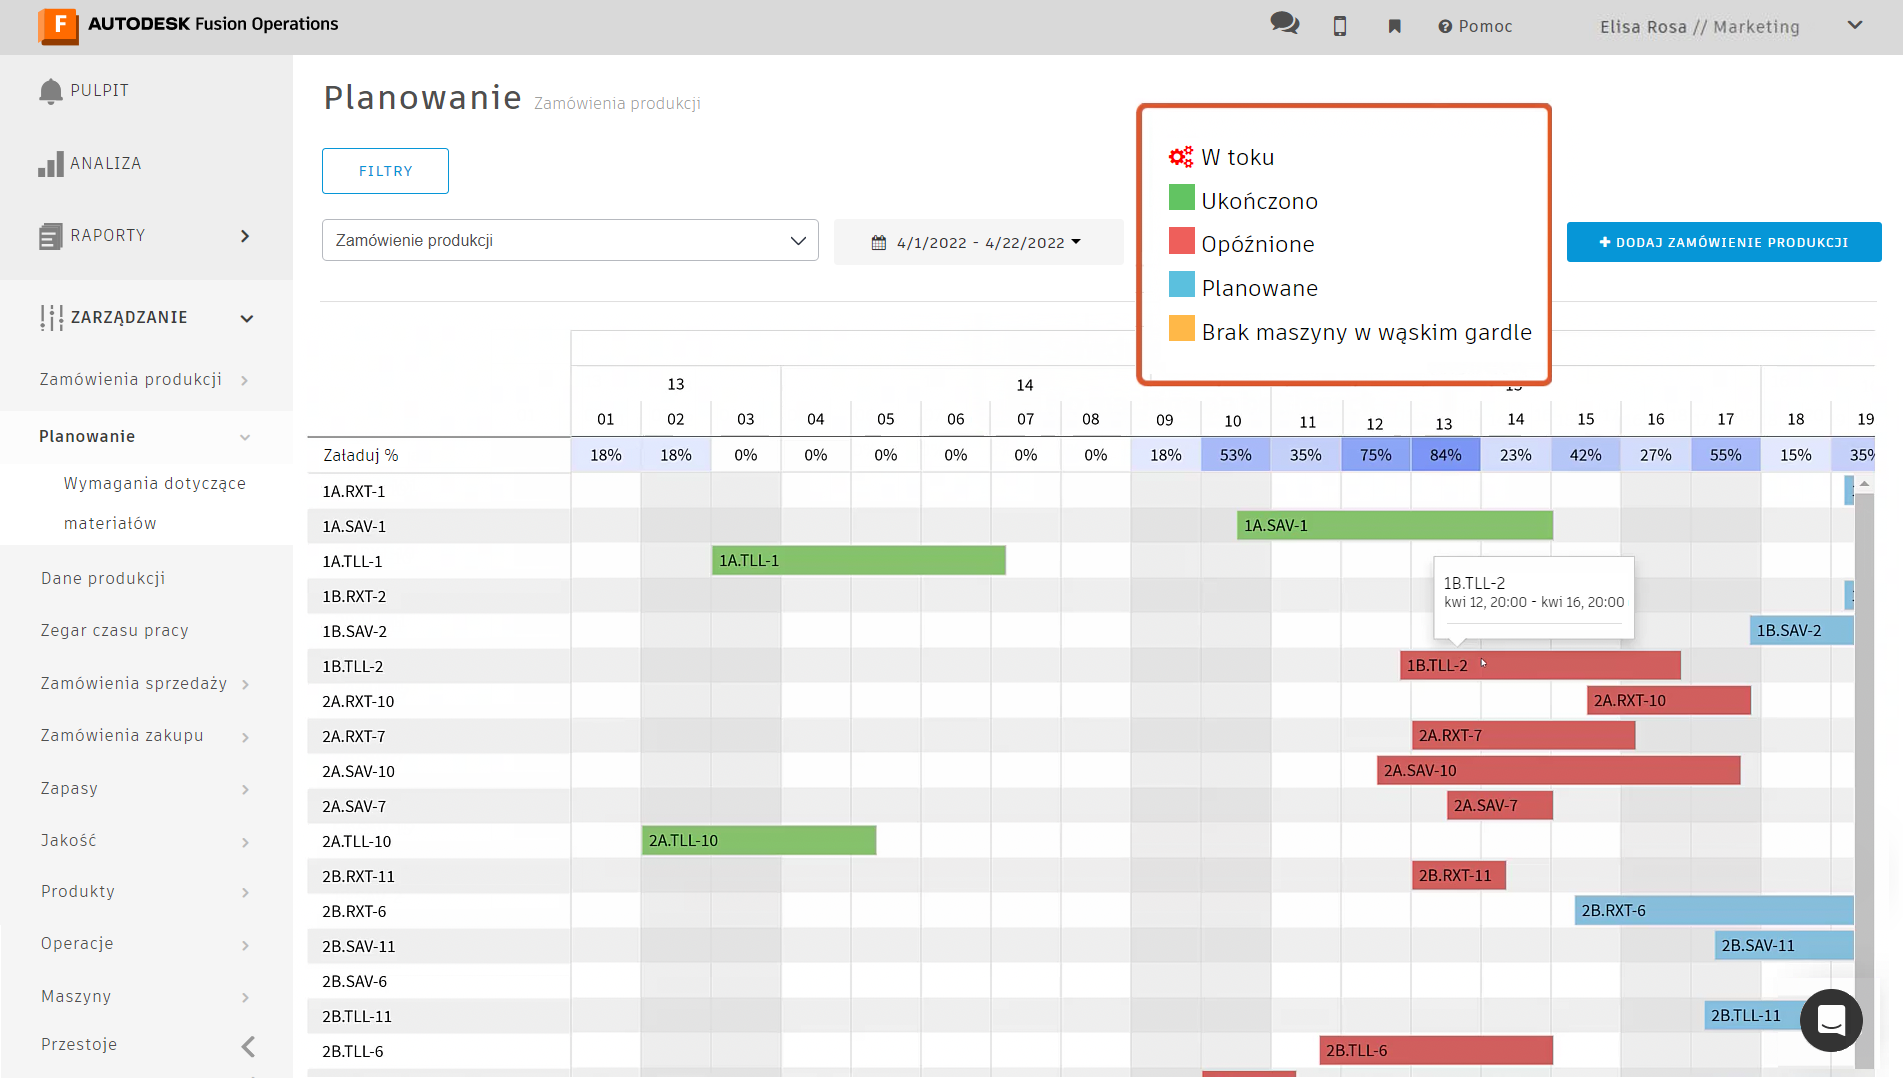 F AUTODESK Fusion Operations
Pomoc
Elisa Rosa // Marketing
PULPIT
ANALIZA
RAPORTY
ZARZĄDZANIE
Zamówienia produkcji
Planowanie
Wymagania dotyczące
materiałów
Dane produkcji
Zegar czasu pracy
Zamówienia sprzedaży
Zamówienia zakupu
Zapasy
Jakość
Produkty
Operacje
Maszyny
Przestoje
Planowanie Zamówienia produkcji
FILTRY
Zamówienie produkcji
4/1/2022 - 4/22/2022
W toku
Ukończono
Opóźnione
Planowane
Brak maszyny w wąskim gardle
+ DODAJ ZAMÓWIENIE PRODUKCJI
13 14
01 02 03 04 05 06 07 08 09 10 11 12 13 14 15 16 17 18 19
Załaduj % 18% 18% 0% 0% 0% 0% 0% 0% 18% 53% 35% 75% 84% 23% 42% 27% 55% 15% 35%
1A.RXT-1
1A.SAV-1 1A.SAV-1
1A.TLL-1 1A.TLL-1
1B.TLL-2
kwi 12, 20:00 - kwi 16, 20:00
1B.RXT-2
1B.SAV-2 1B.SAV-2
1B.TLL-2 1B.TLL-2
2A.RXT-10 2A.RXT-10
2A.RXT-7 2A.RXT-7
2A.SAV-10 2A.SAV-10
2A.SAV-7 2A.SAV-7
2A.TLL-10 2A.TLL-10
2B.RXT-11 2B.RXT-11
2B.RXT-6 2B.RXT-6
2B.SAV-11 2B.SAV-11
2B.SAV-6
2B.TLL-11 2B.TLL-11
2B.TLL-6 2B.TLL-6